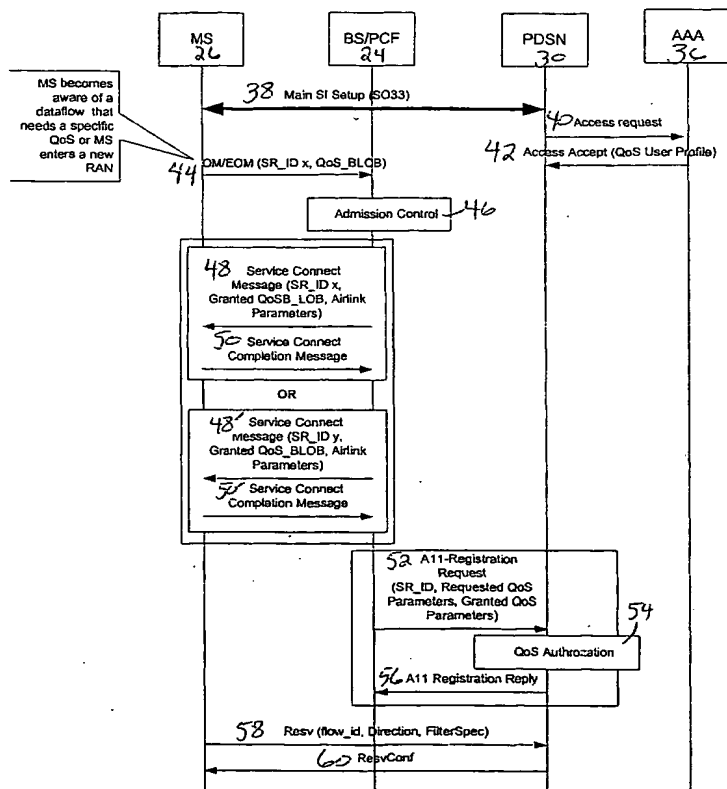 MS
26
BS/PCF
24
PDSN
30
AAA
36
MS becomes
aware of a
dataflow that
needs a specific
QoS or MS
enters a new
RAN
38 Main SI Setup (SO33)
40 Access request
42 Access Accept (QoS User Profile)
44 OM/EOM (SR_ID x, QoS_BLOB)
Admission Control 46
48 Service Connect
Message (SR_ID x,
Granted QoSB_LOB, Airlink
Parameters)
50 Service Connect
Completion Message
OR
48' Service Connect
Message (SR_ID y,
Granted QoS_BLOB, Airlink
Parameters)
50' Service Connect
Completion Message
52 A11-Registration
Request
(SR_ID, Requested QoS
Parameters, Granted QoS
Parameters)
54
QoS Authrozation
56 A11 Registration Reply
58 Resv (flow_id, Direction, FilterSpec)
60 ResvConf